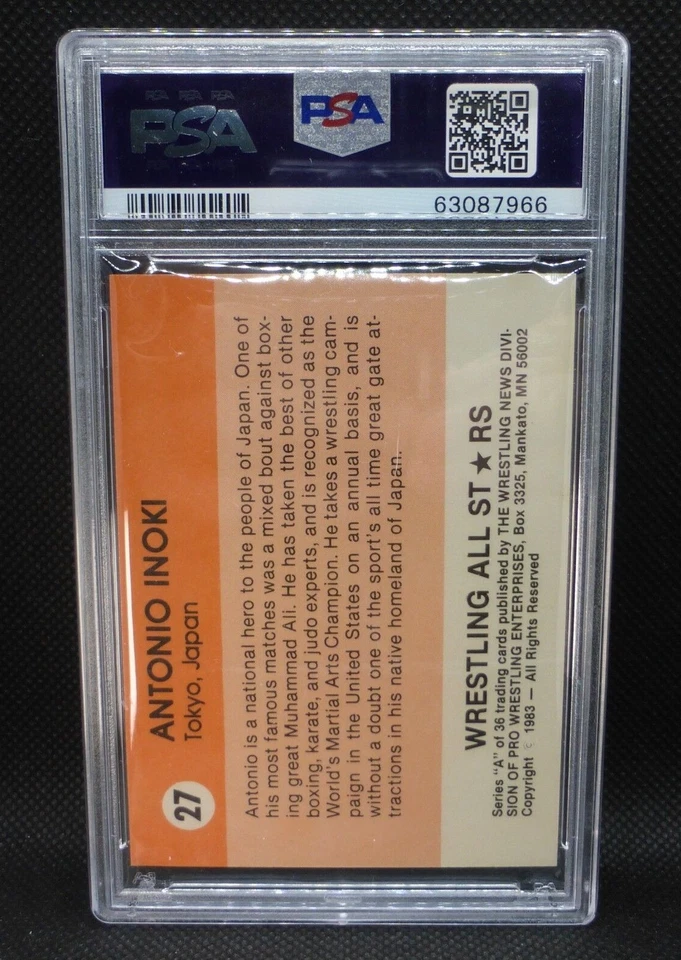 PSA PSA PSA
PSA
PSA
63087966
27
ANTONIO INOKI
Tokyo, Japan
Antonio is a national hero to the people of Japan. One of
his most famous matches was a mixed bout against box-
ing great Muhammad Ali. He has taken the best of other
boxing, karate, and judo experts, and is recognized as the
World's Martial Arts Champion. He takes a wrestling cam-
paign in the United States on an annual basis, and is
without a doubt one of the sport's all time great gate at-
tractions in his native homeland of Japan.
WRESTLING ALL ST★RS
Series "A" of 36 trading cards published by THE WRESTLING NEWS DIVI-
SION OF PRO WRESTLING ENTERPRISES, Box 3325, Mankato, MN 56002
Copyright © 1983 — All Rights Reserved